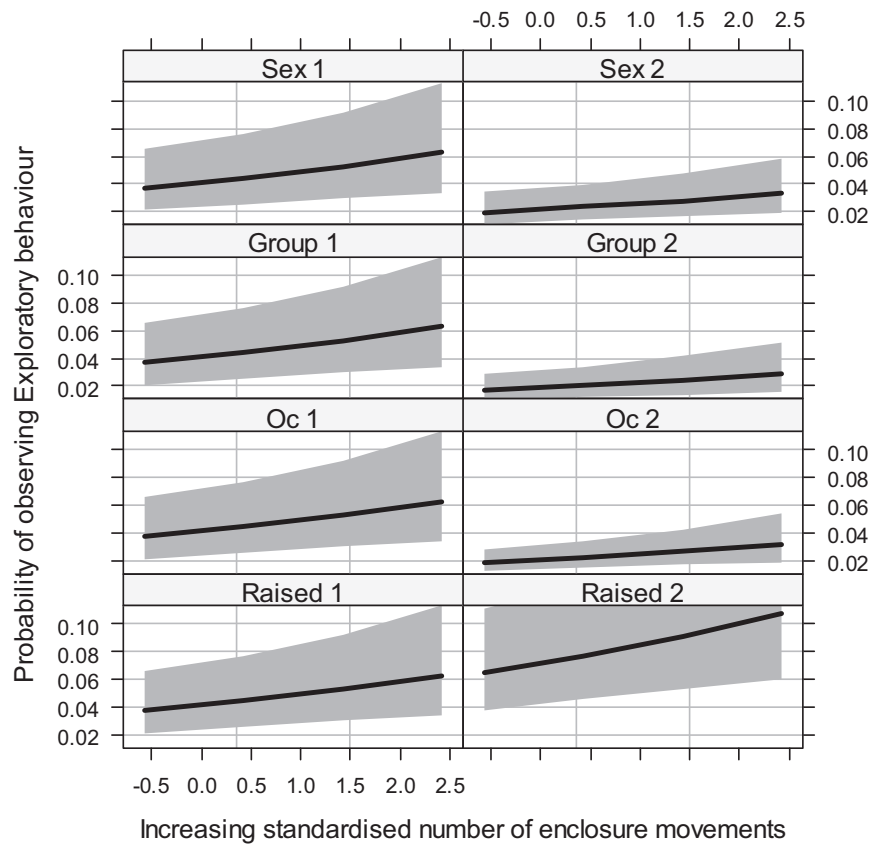 -0.5 0.0 0.5 1.5 2.0 2.5
Sex 1 Sex 2
0.10
0.08
0.06
0.04
0.02
Group 1 Group 2
0.10
0.08
0.06
0.04
0.02
Oc 1 Oc 2
0.10
0.08
0.06
0.04
0.02
Raised 1 Raised 2
0.10
0.08
0.06
0.04
0.02
-0.5 0.0 0.5 1.5 2.0 2.5
Probability of observing Exploratory behaviour
Increasing standardised number of enclosure movements